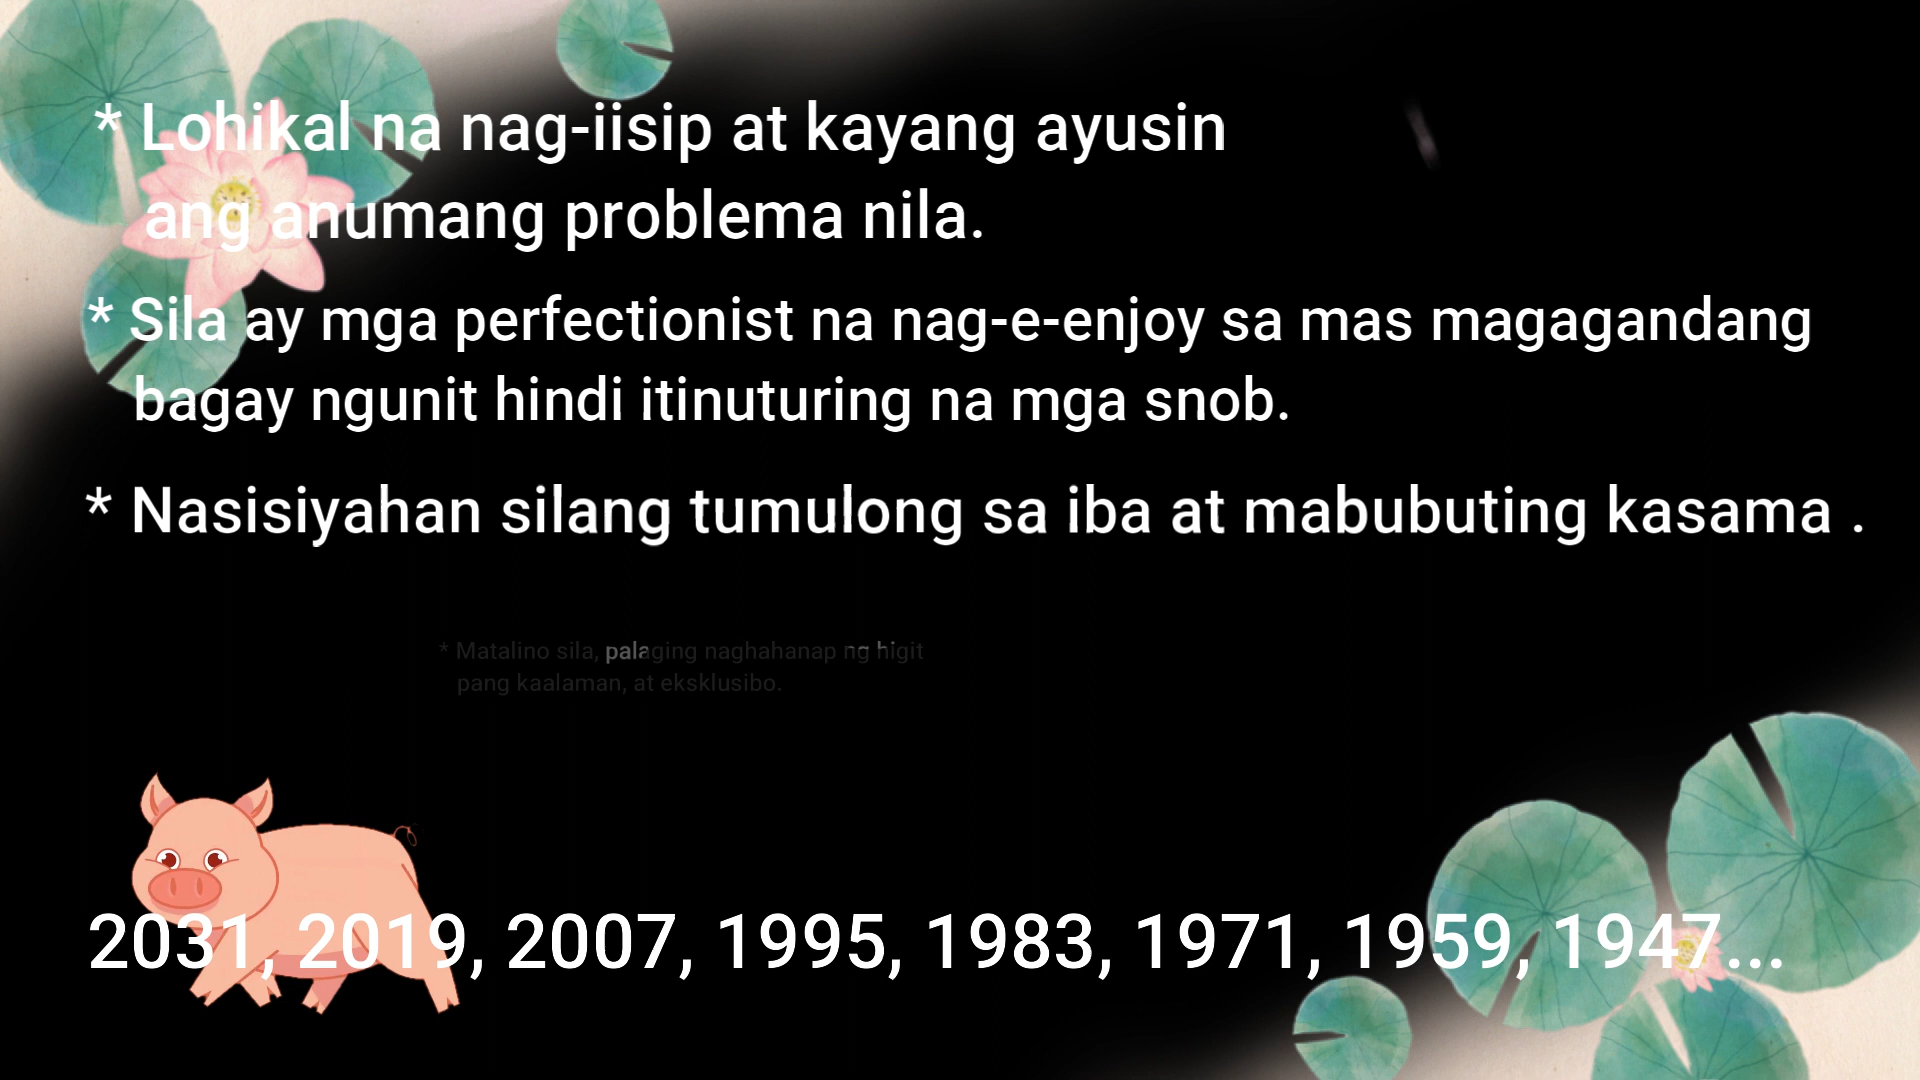 * Lohikal na nag-iisip at kayang ayusin
ang anumang problema nila.
* Sila ay mga perfectionist na nag-e-enjoy sa mas magagandang
bagay ngunit hindi itinuturing na mga snob.
* Nasisiyahan silang tumulong sa iba at mabubuting kasama .
* Matalino sila, palaging naghahanap ng higit
pang kaalaman, at eksklusibo.
2031, 2019, 2007, 1995, 1983, 1971, 1959, 1947...